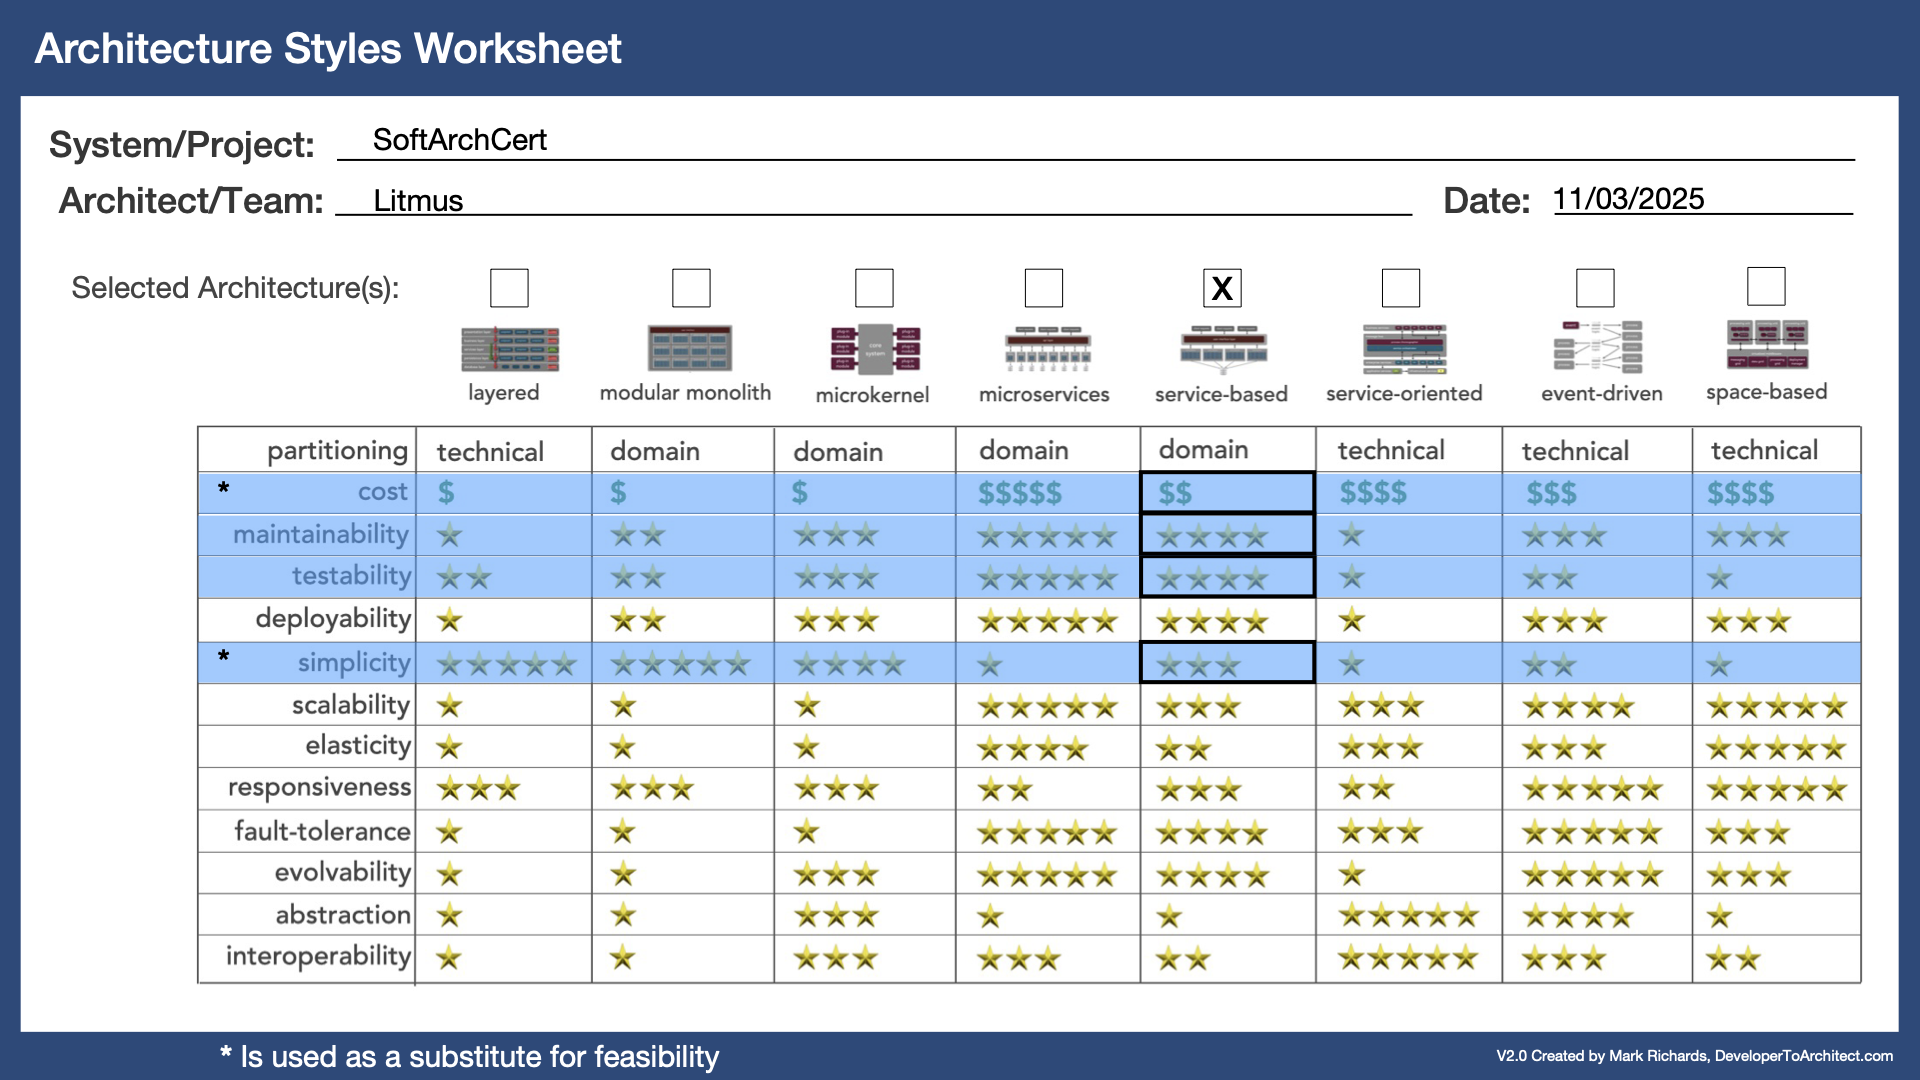 Architecture Styles Worksheet
System/Project: SoftArchCert
Architect/Team: Litmus Date: 11/03/2025
Selected Architecture(s): X
layered modular monolith microkernel microservices service-based service-oriented event-driven space-based
partitioning technical domain domain domain domain technical technical technical
* cost $ $ $ $$$$$ $$ $$$$ $$$ $$$$
maintainability ★ ★★ ★★★ ★★★★★ ★★★★ ★ ★★★ ★★★
testability ★★ ★★ ★★★ ★★★★★ ★★★★ ★ ★★ ★
deployability ★ ★★ ★★★ ★★★★★ ★★★★ ★ ★★★ ★★★
* simplicity ★★★★★ ★★★★★ ★★★★ ★ ★★★ ★ ★★ ★
scalability ★ ★ ★ ★★★★★ ★★★ ★★★ ★★★★ ★★★★★
elasticity ★ ★ ★ ★★★★ ★★ ★★★ ★★★ ★★★★★
responsiveness ★★★ ★★★ ★★★ ★★ ★★★ ★★ ★★★★★ ★★★★★
fault-tolerance ★ ★ ★ ★★★★★ ★★★★ ★★★ ★★★★★ ★★★
evolvability ★ ★ ★★★ ★★★★★ ★★★★ ★ ★★★★★ ★★★
abstraction ★ ★ ★★★ ★ ★ ★★★★★ ★★★★ ★
interoperability ★ ★ ★★★ ★★★ ★★ ★★★★★ ★★★ ★★
* Is used as a substitute for feasibility
V2.0 Created by Mark Richards, DeveloperToArchitect.com